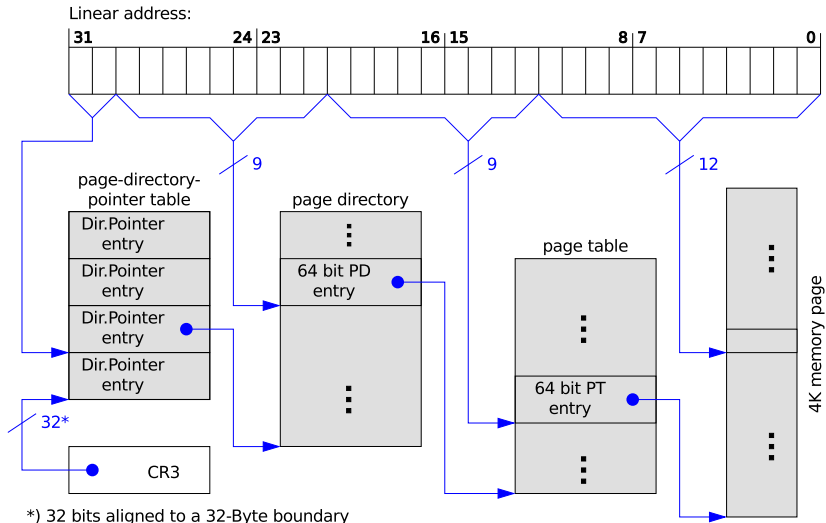 Linear address:
31 24 23 16 15 8 7 0
9 9 12
page-directory-
pointer table
page directory
page table
4K memory page
Dir.Pointer
entry
Dir.Pointer
entry
Dir.Pointer
entry
Dir.Pointer
entry
64 bit PD
entry
64 bit PT
entry
32*
CR3
*) 32 bits aligned to a 32-Byte boundary